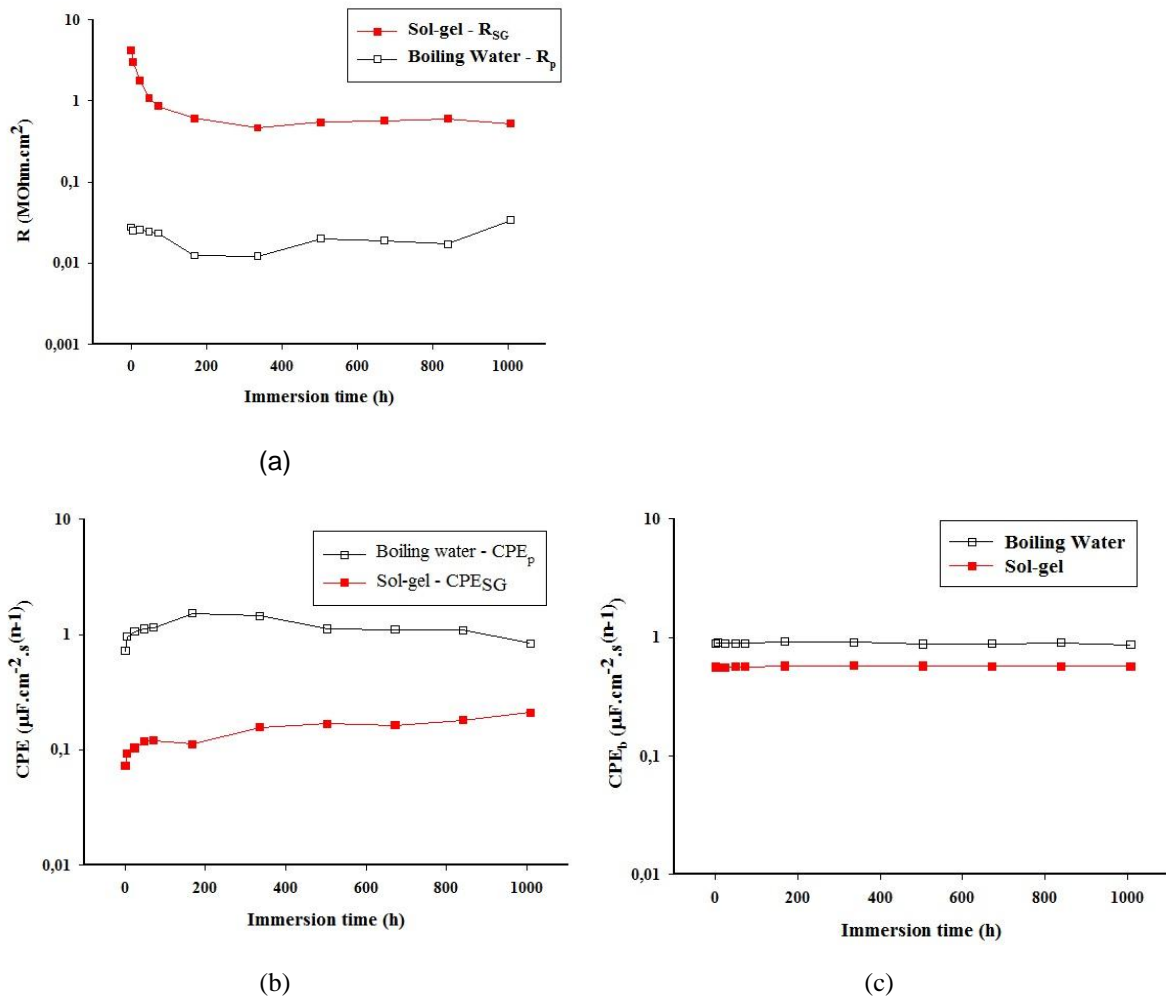 10
1
0,1
0,01
0,001
R (MOhm.cm²)
Sol-gel - R_SG
Boiling Water - R_p
0 200 400 600 800 1000
Immersion time (h)
(a)
10
1
0,1
0,01
CPE (µF.cm⁻².s⁽ⁿ⁻¹⁾)
Boiling water - CPE_p
Sol-gel - CPE_SG
0 200 400 600 800 1000
Immersion time (h)
(b)
10
1
0,1
0,01
CPE_b (µF.cm⁻².s⁽ⁿ⁻¹⁾)
Boiling Water
Sol-gel
0 200 400 600 800 1000
Immersion time (h)
(c)